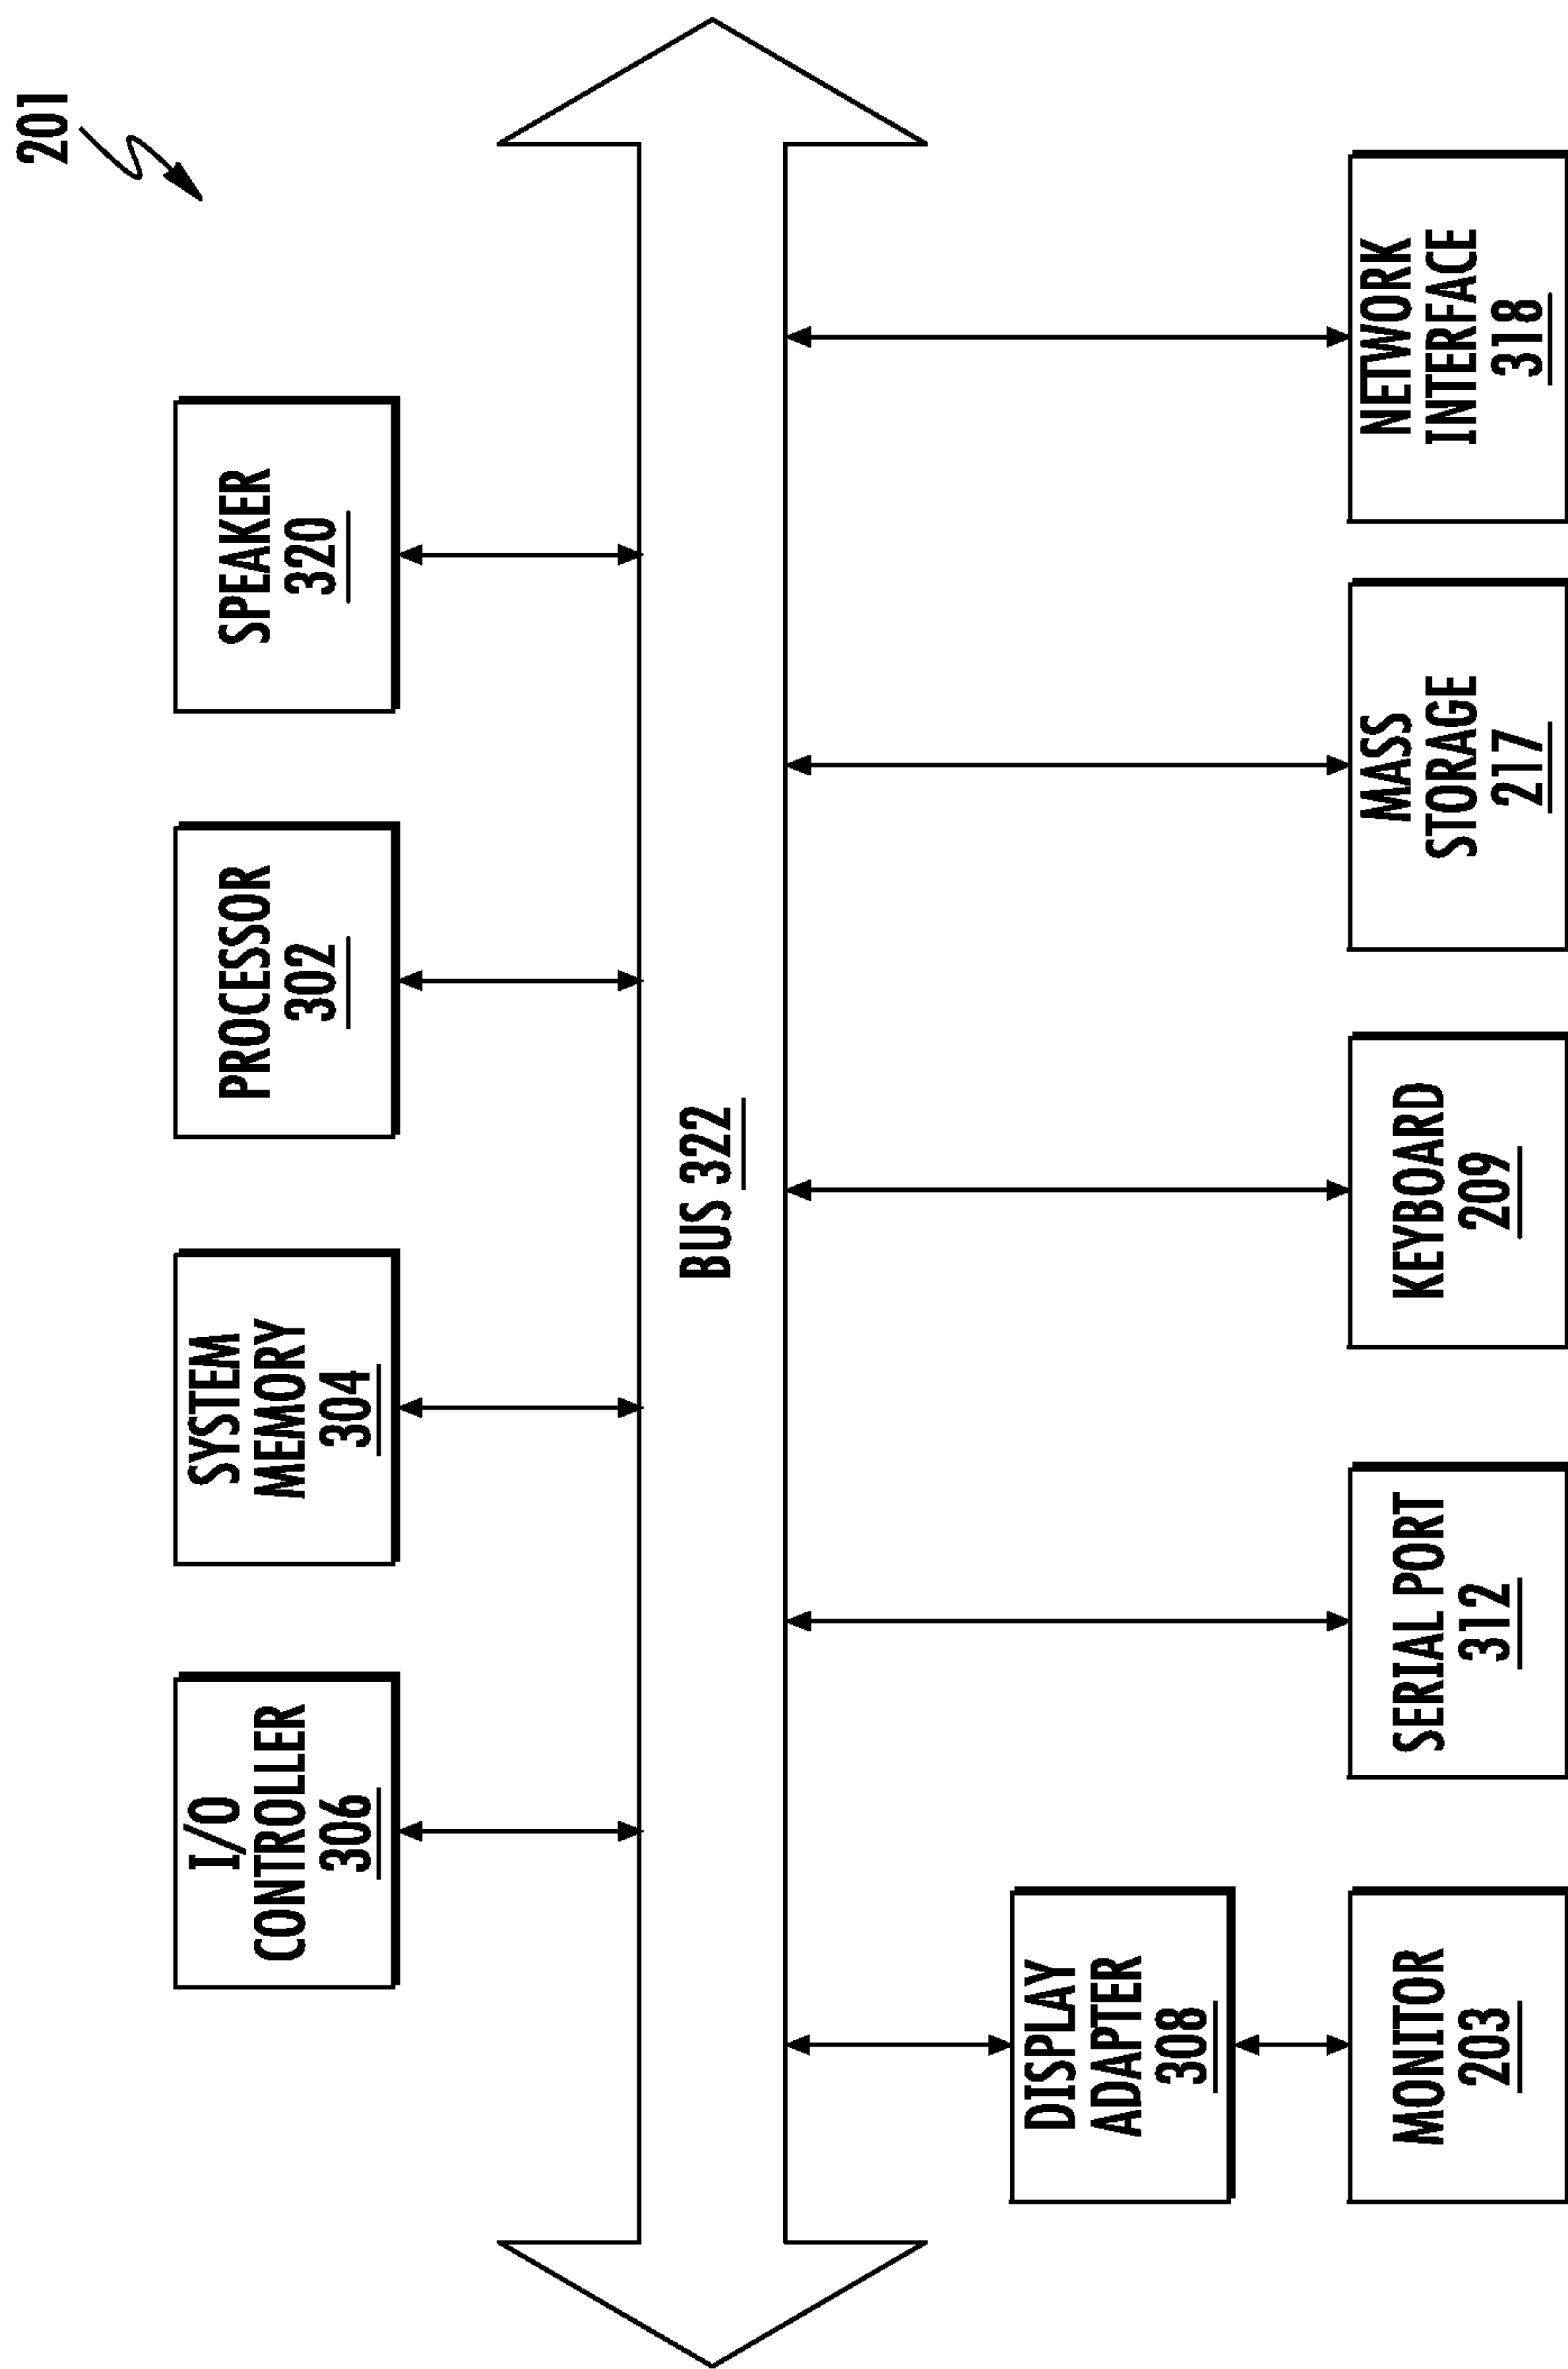 201
I/O
CONTROLLER
306
SYSTEM
MEMORY
304
PROCESSOR
302
SPEAKER
320
BUS 322
DISPLAY
ADAPTER
308
MONITOR
203
SERIAL PORT
312
KEYBOARD
209
MASS
STORAGE
217
NETWORK
INTERFACE
318